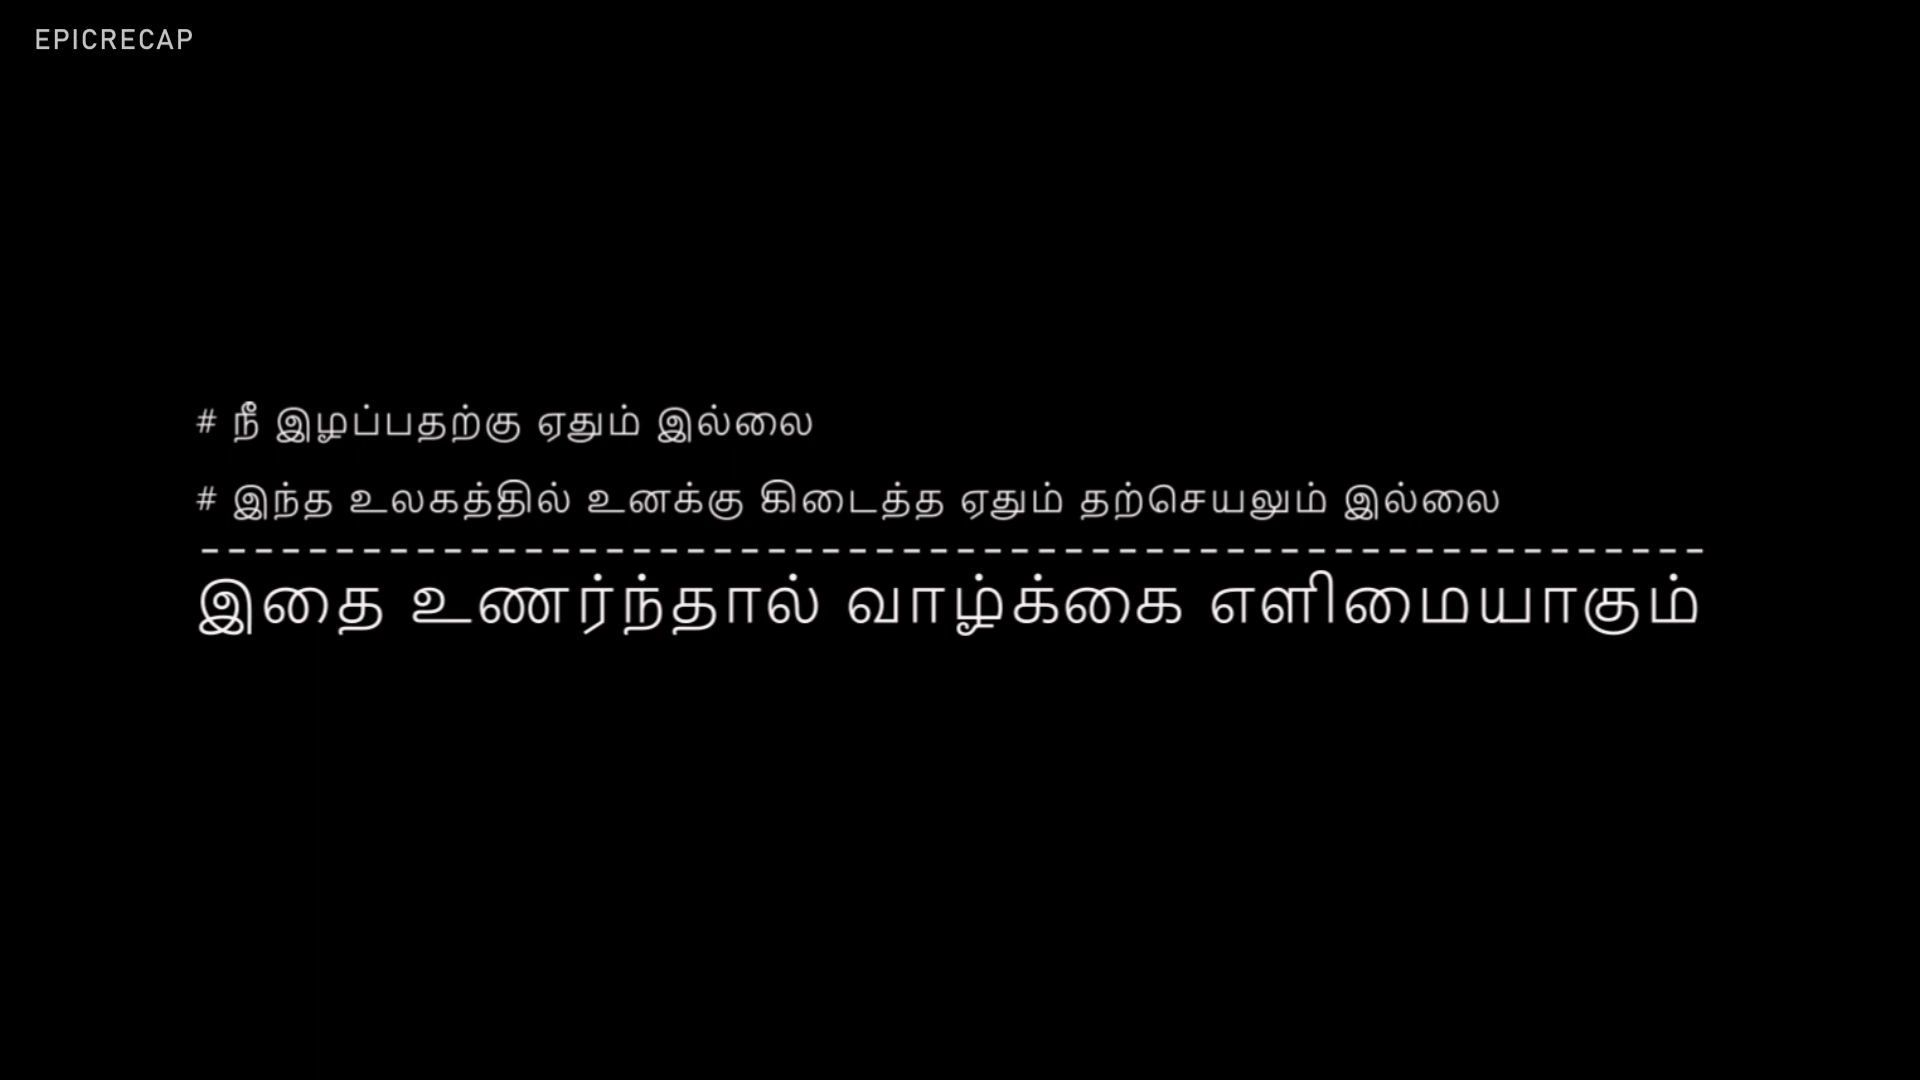 EPICRECAP
# நீ இழப்பதற்கு ஏதும் இல்லை
# இந்த உலகத்தில் உனக்கு கிடைத்த ஏதும் தற்செயலும் இல்லை
இதை உணர்ந்தால் வாழ்க்கை எளிமையாகும்